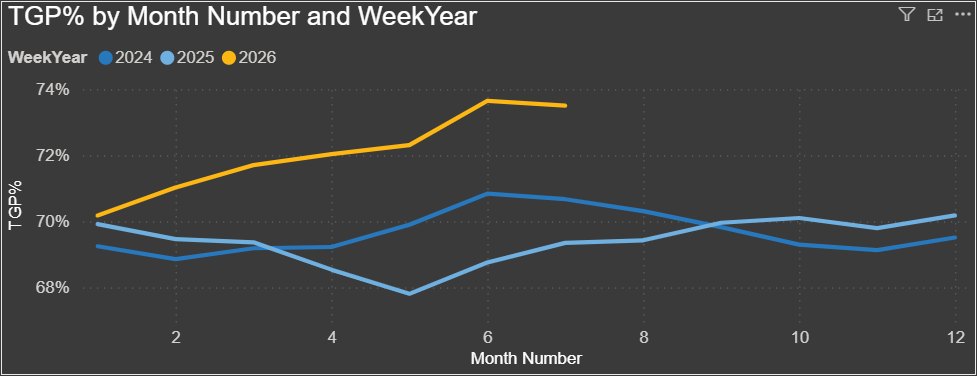 TGP% by Month Number and WeekYear
WeekYear 2024 2025 2026
74%
72%
70%
68%
TGP%
2 4 6 8 10 12
Month Number